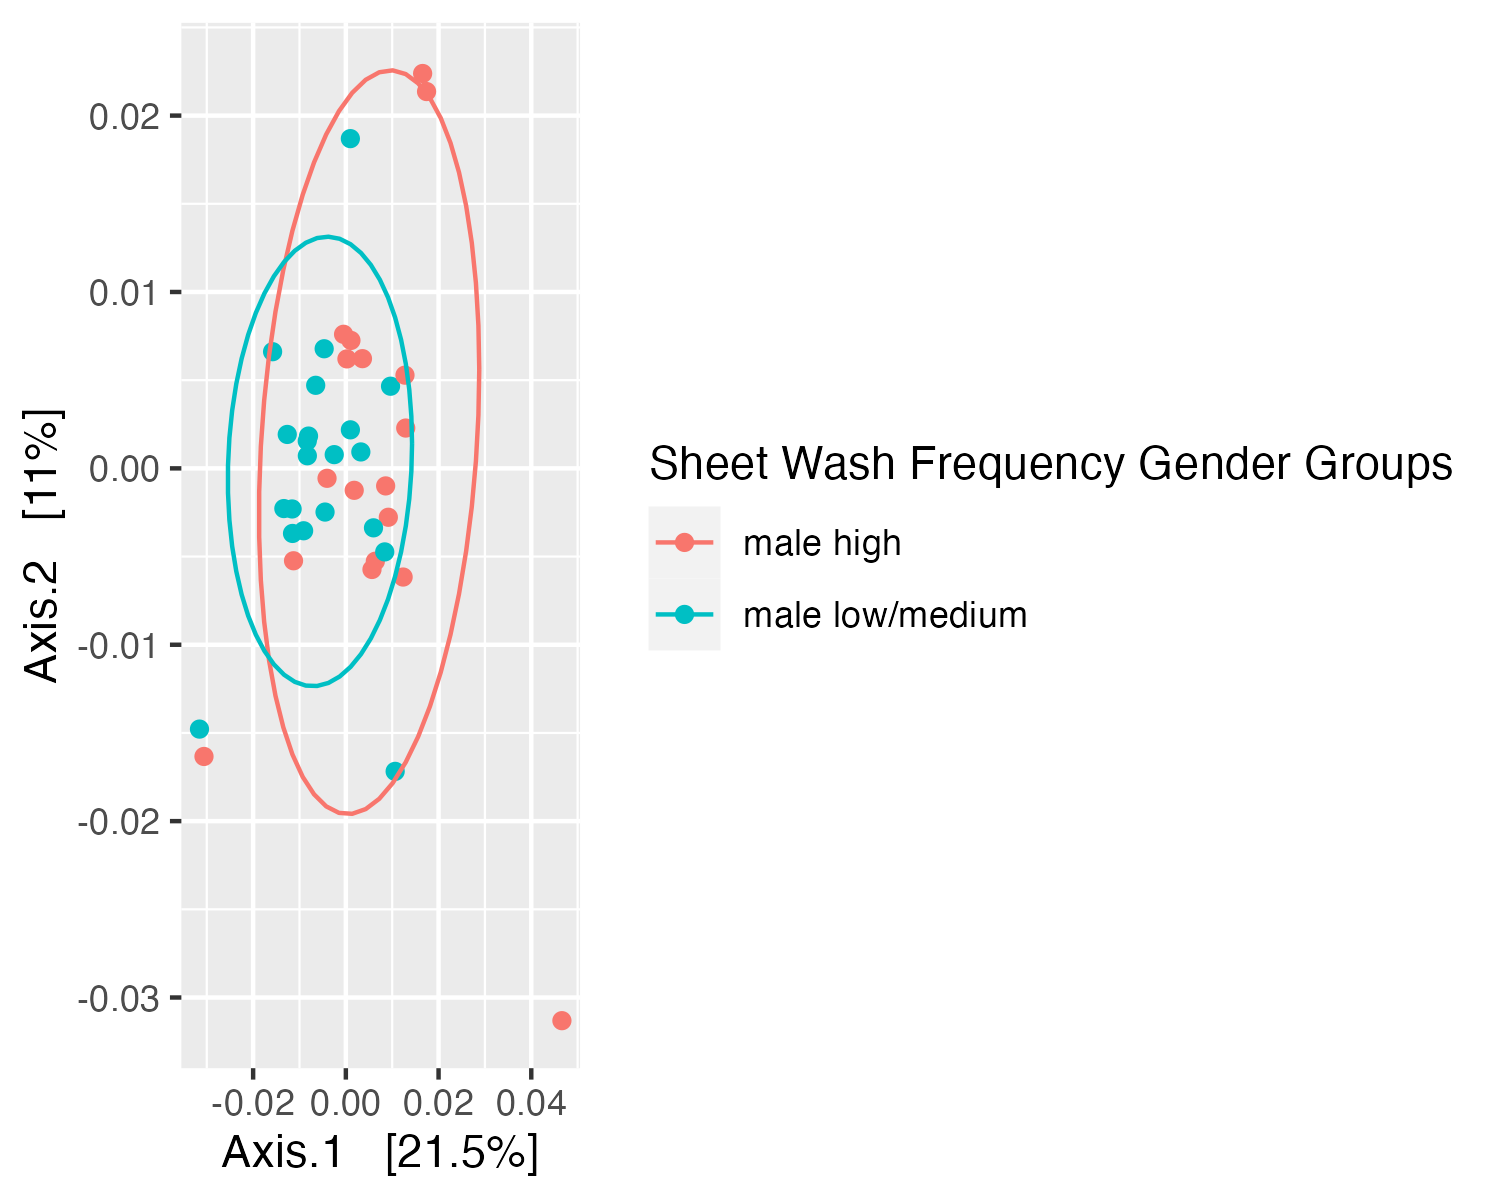 0.02
0.01
0.00
-0.01
-0.02
-0.03
Axis.2 [11%]
-0.02 0.00 0.02 0.04
Axis.1 [21.5%]
Sheet Wash Frequency Gender Groups
male high
male low/medium